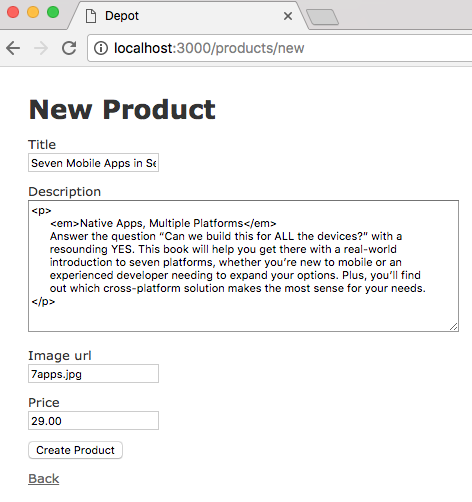 Depot
localhost:3000/products/new
New Product
Title
Seven Mobile Apps in Se
Description
<p>
<em>Native Apps, Multiple Platforms</em>
Answer the question “Can we build this for ALL the devices?” with a
resounding YES. This book will help you get there with a real-world
introduction to seven platforms, whether you’re new to mobile or an
experienced developer needing to expand your options. Plus, you’ll find
out which cross-platform solution makes the most sense for your needs.
</p>
Image url
7apps.jpg
Price
29.00
Create Product
Back